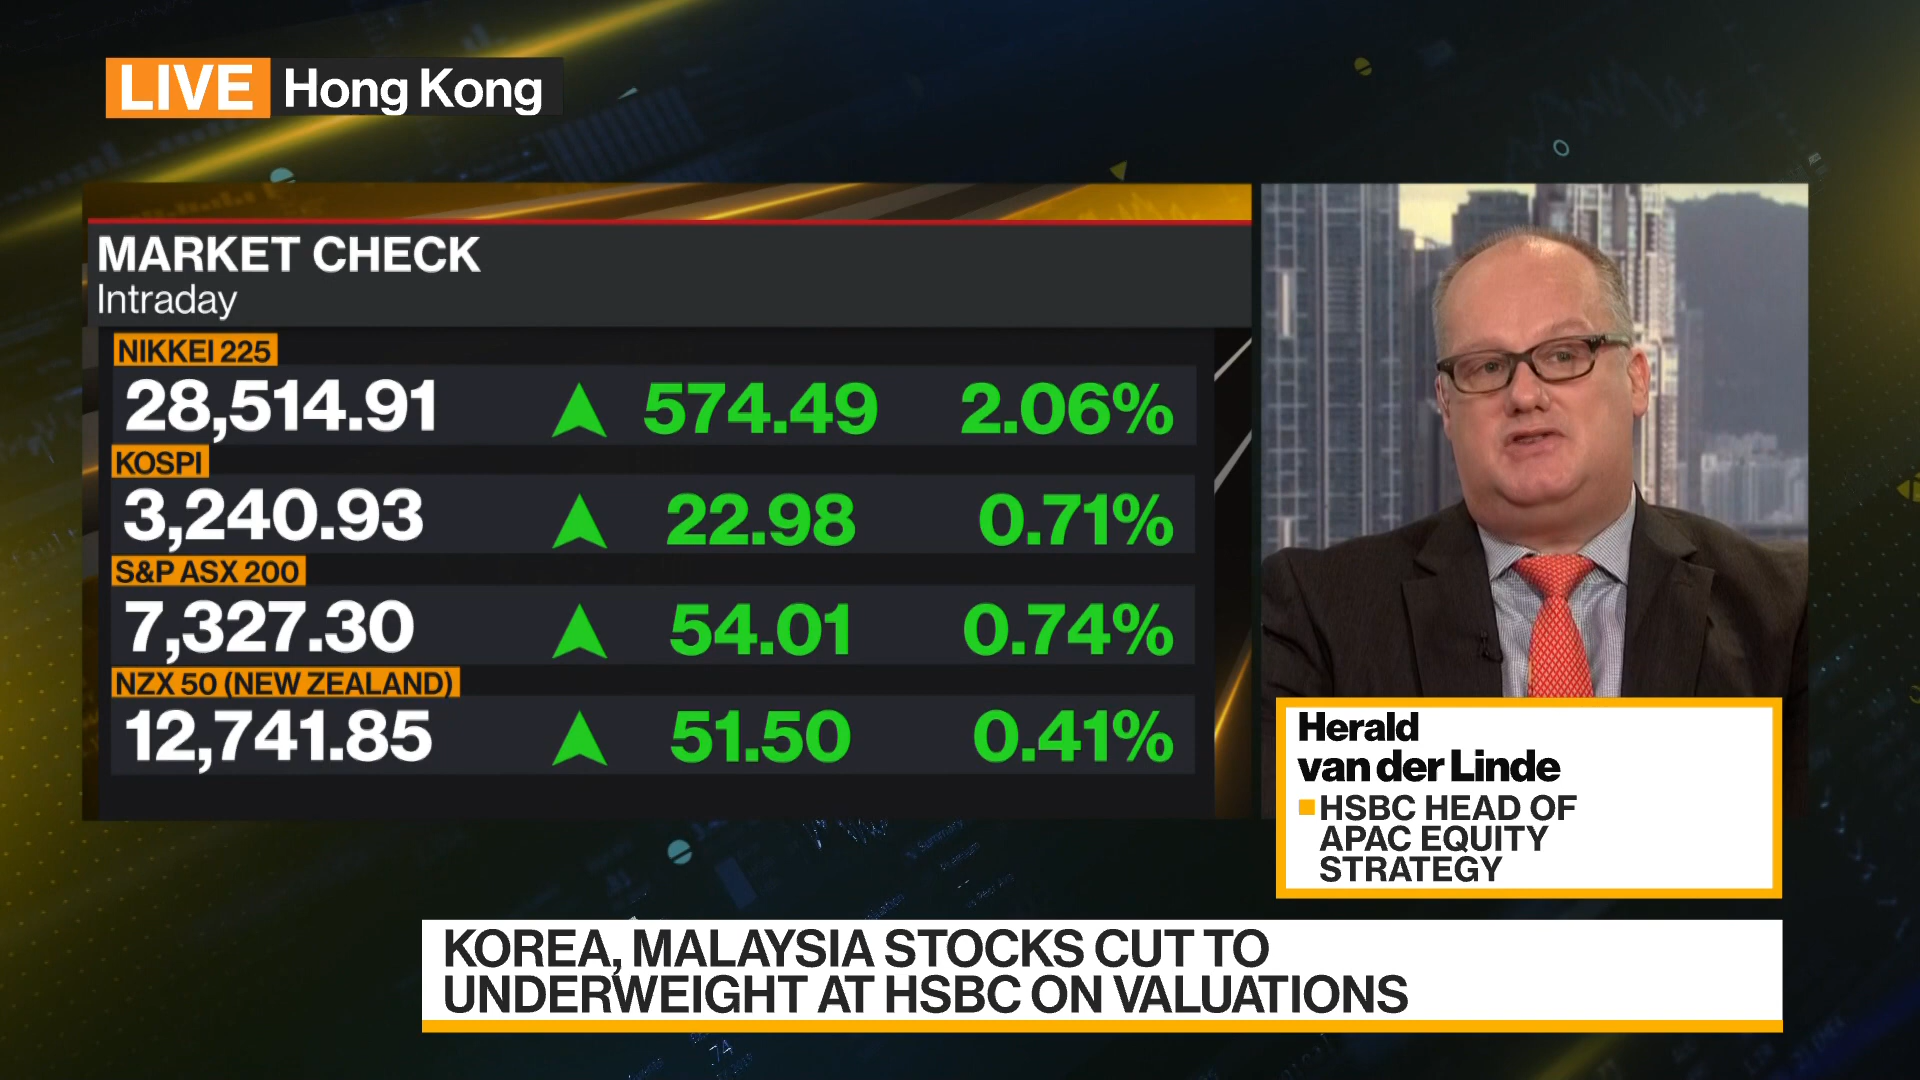 LIVE Hong Kong
MARKET CHECK
Intraday
NIKKEI 225
28,514.91 ▲ 574.49 2.06%
KOSPI
3,240.93 ▲ 22.98 0.71%
S&P ASX 200
7,327.30 ▲ 54.01 0.74%
NZX 50 (NEW ZEALAND)
12,741.85 ▲ 51.50 0.41%
Herald
van der Linde
HSBC HEAD OF
APAC EQUITY
STRATEGY
KOREA, MALAYSIA STOCKS CUT TO
UNDERWEIGHT AT HSBC ON VALUATIONS
74